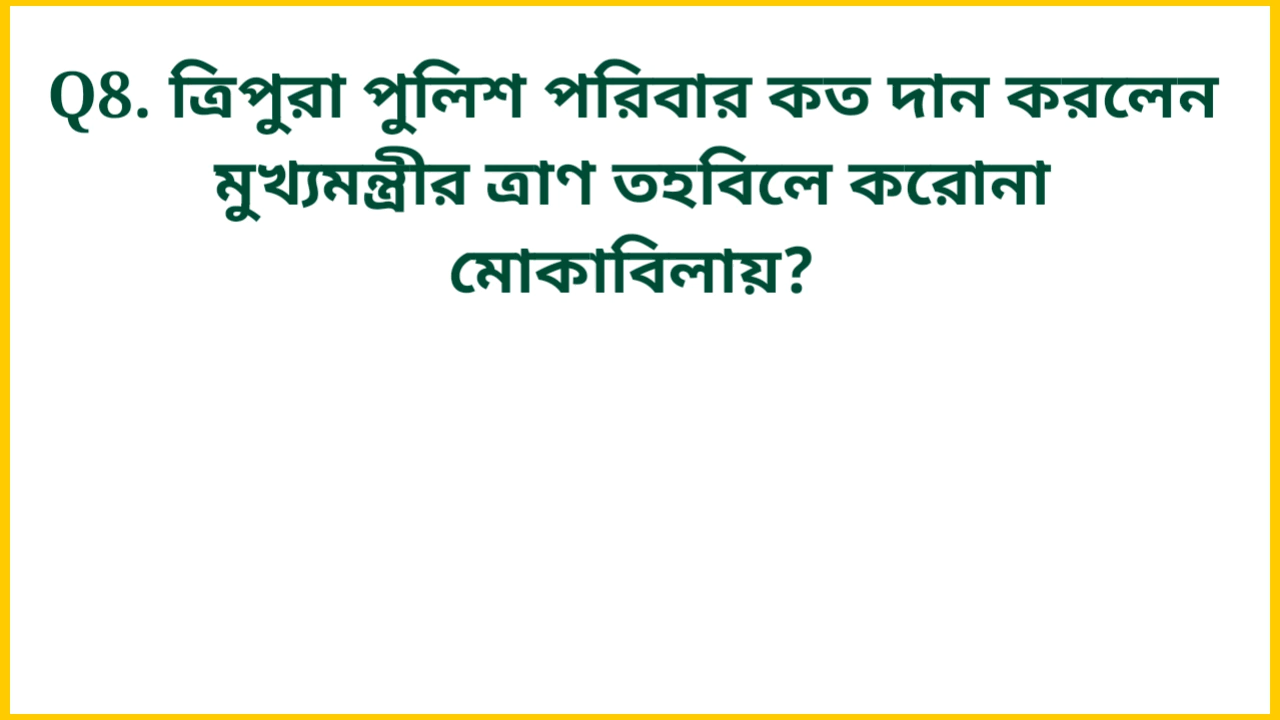 Q8. ত্রিপুরা পুলিশ পরিবার কত দান করলেন
মুখ্যমন্ত্রীর ত্রাণ তহবিলে করোনা
মোকাবিলায়?